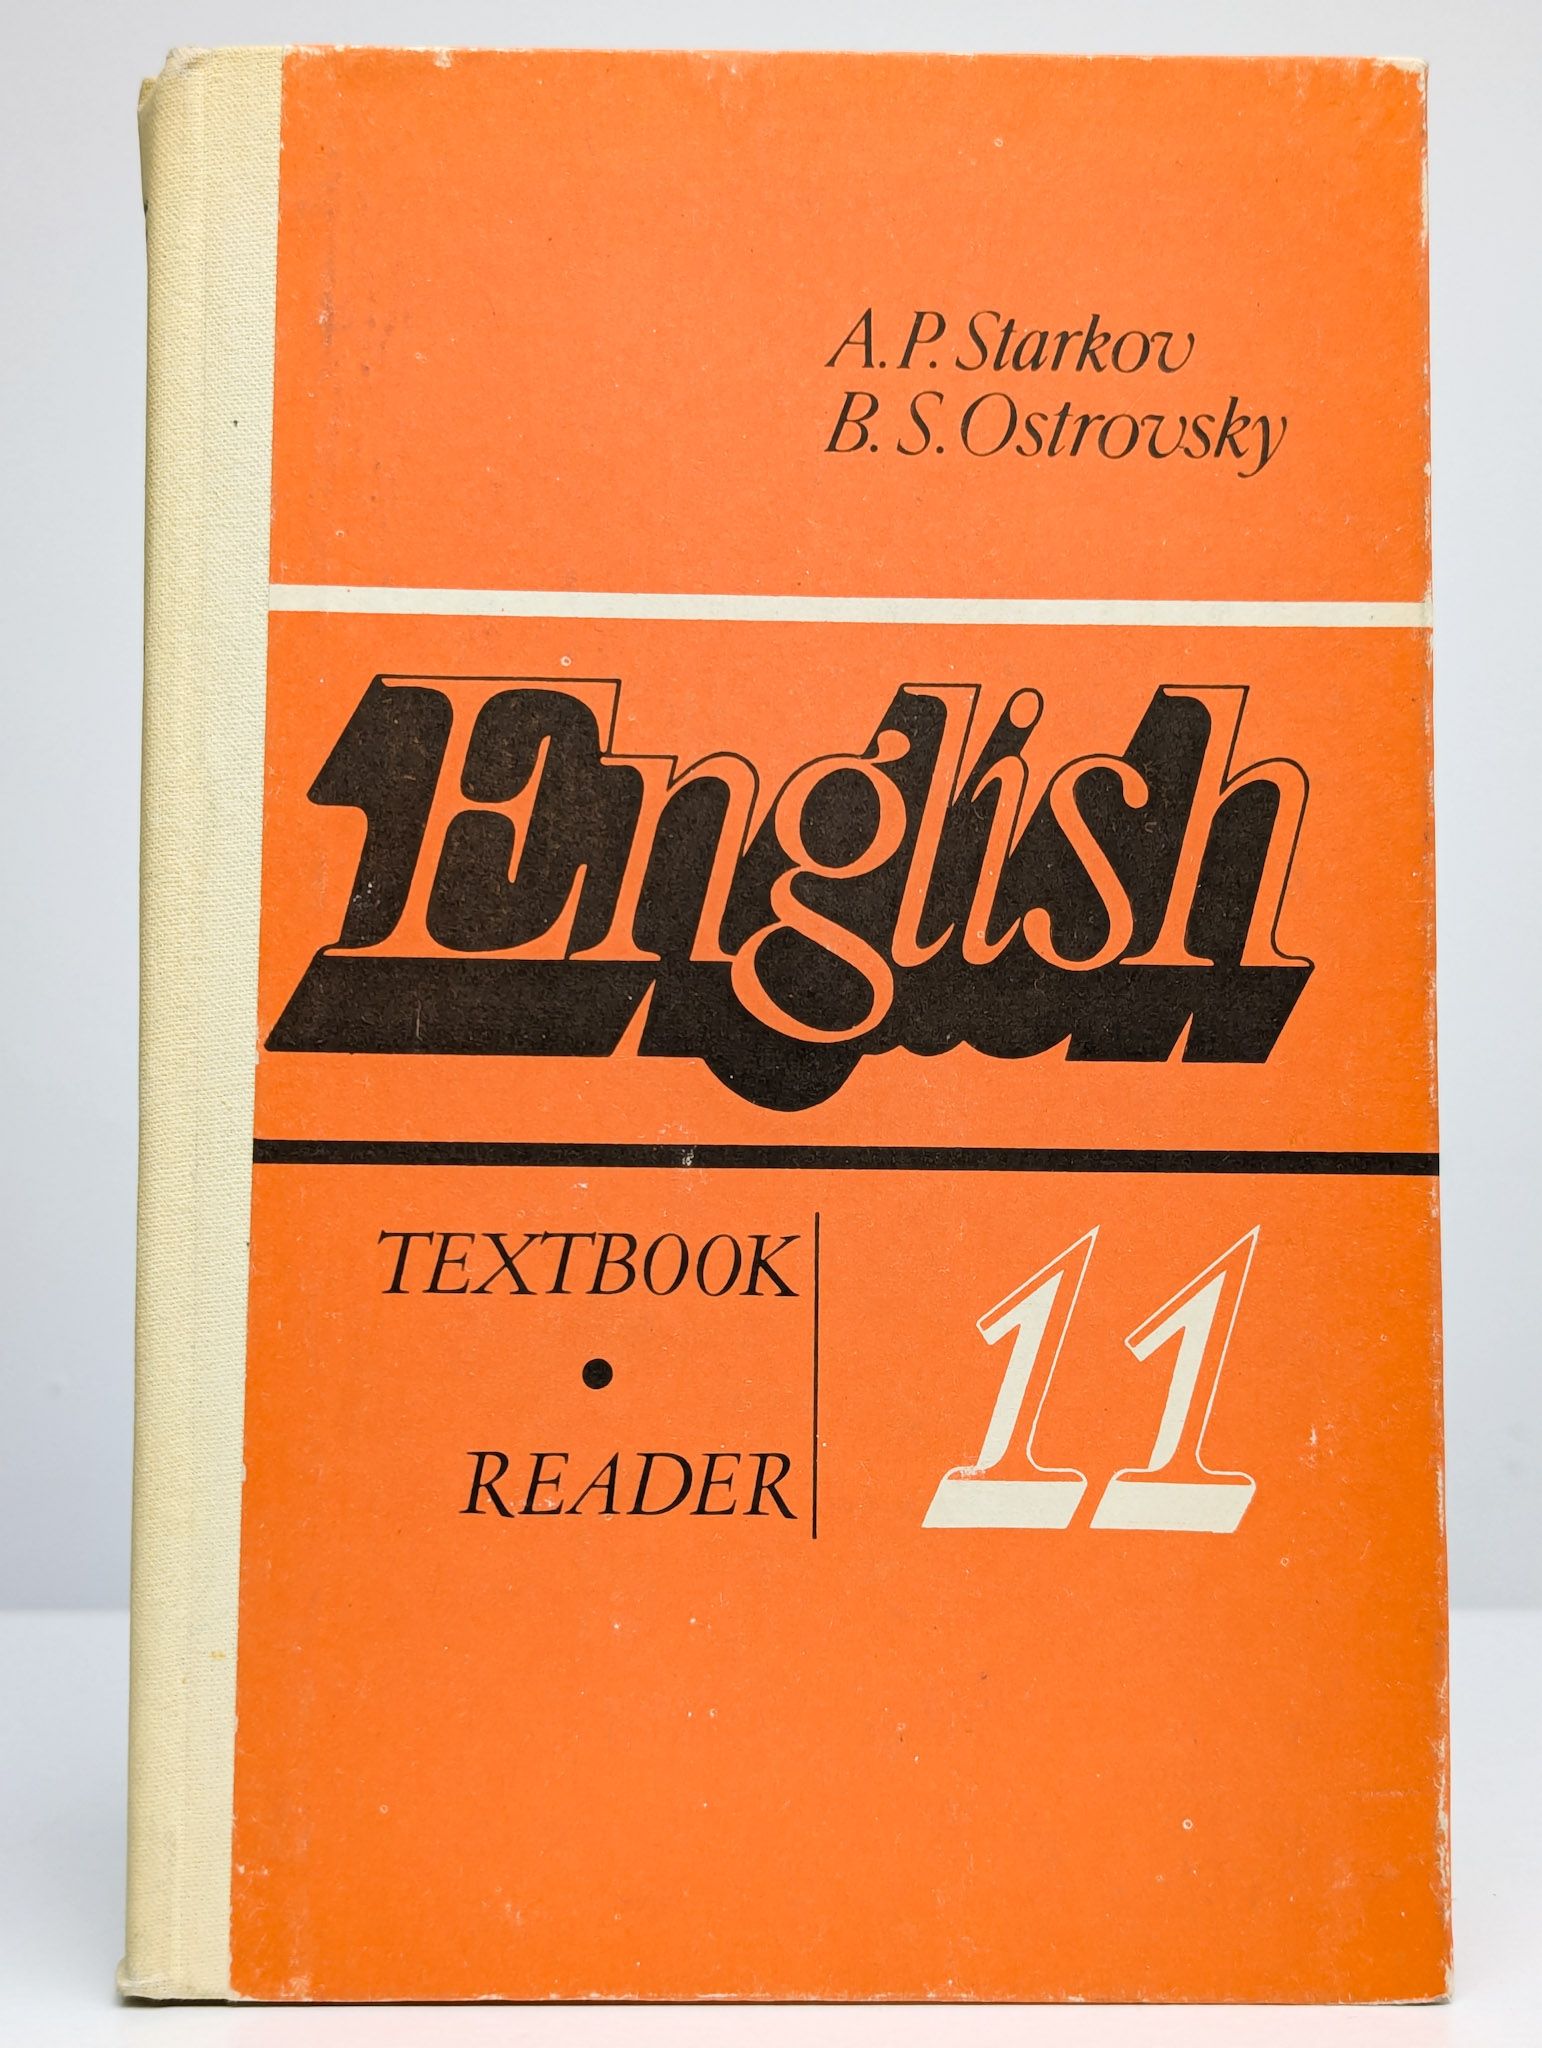 A. P. Starkov
B. S. Ostrovsky
English
TEXTBOOK
•
READER
11